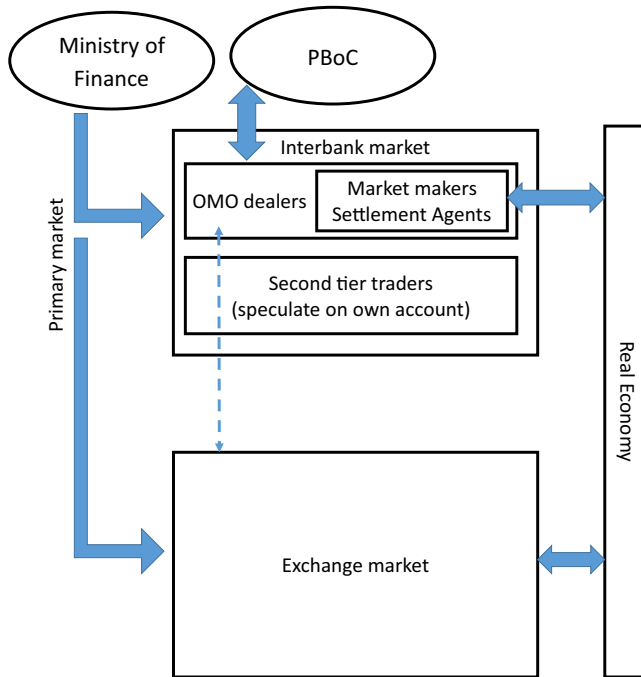 Ministry of
Finance
PBoC
Interbank market
OMO dealers
Market makers
Settlement Agents
Second tier traders
(speculate on own account)
Primary market
Real Economy
Exchange market